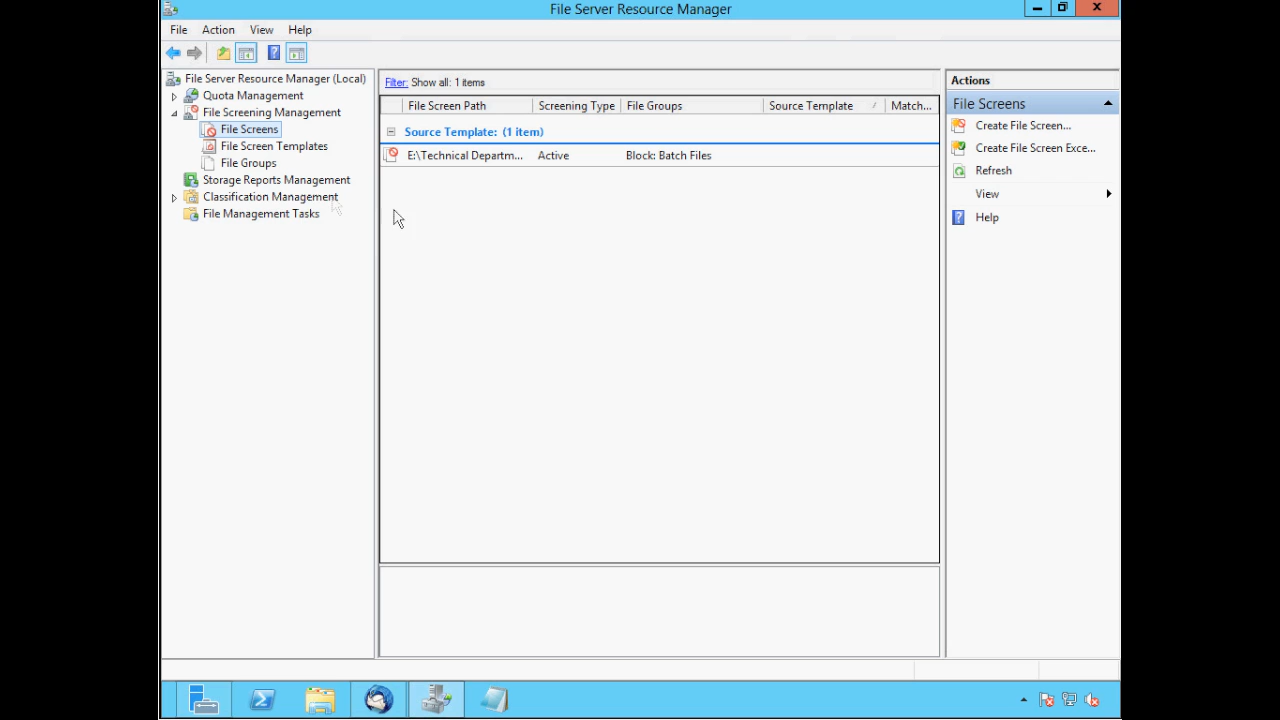 File Server Resource Manager
File Action View Help
File Server Resource Manager (Local)
Quota Management
File Screening Management
File Screens
File Screen Templates
File Groups
Storage Reports Management
Classification Management
File Management Tasks
Filter: Show all: 1 items
File Screen Path Screening Type File Groups Source Template Match...
Source Template: (1 item)
E:\Technical Departm... Active Block: Batch Files
Actions
File Screens
Create File Screen...
Create File Screen Exce...
Refresh
View
Help